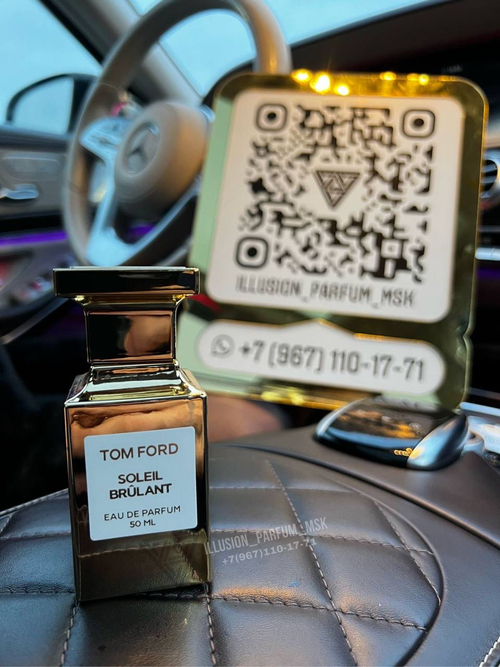 ILLUSION_PARFUM_MSK
+7 (967) 110-17-71
TOM FORD
SOLEIL
BRÛLANT
EAU DE PARFUM
50 ML
ILLUSION_PARFUM_MSK
+7(967)110-17-71